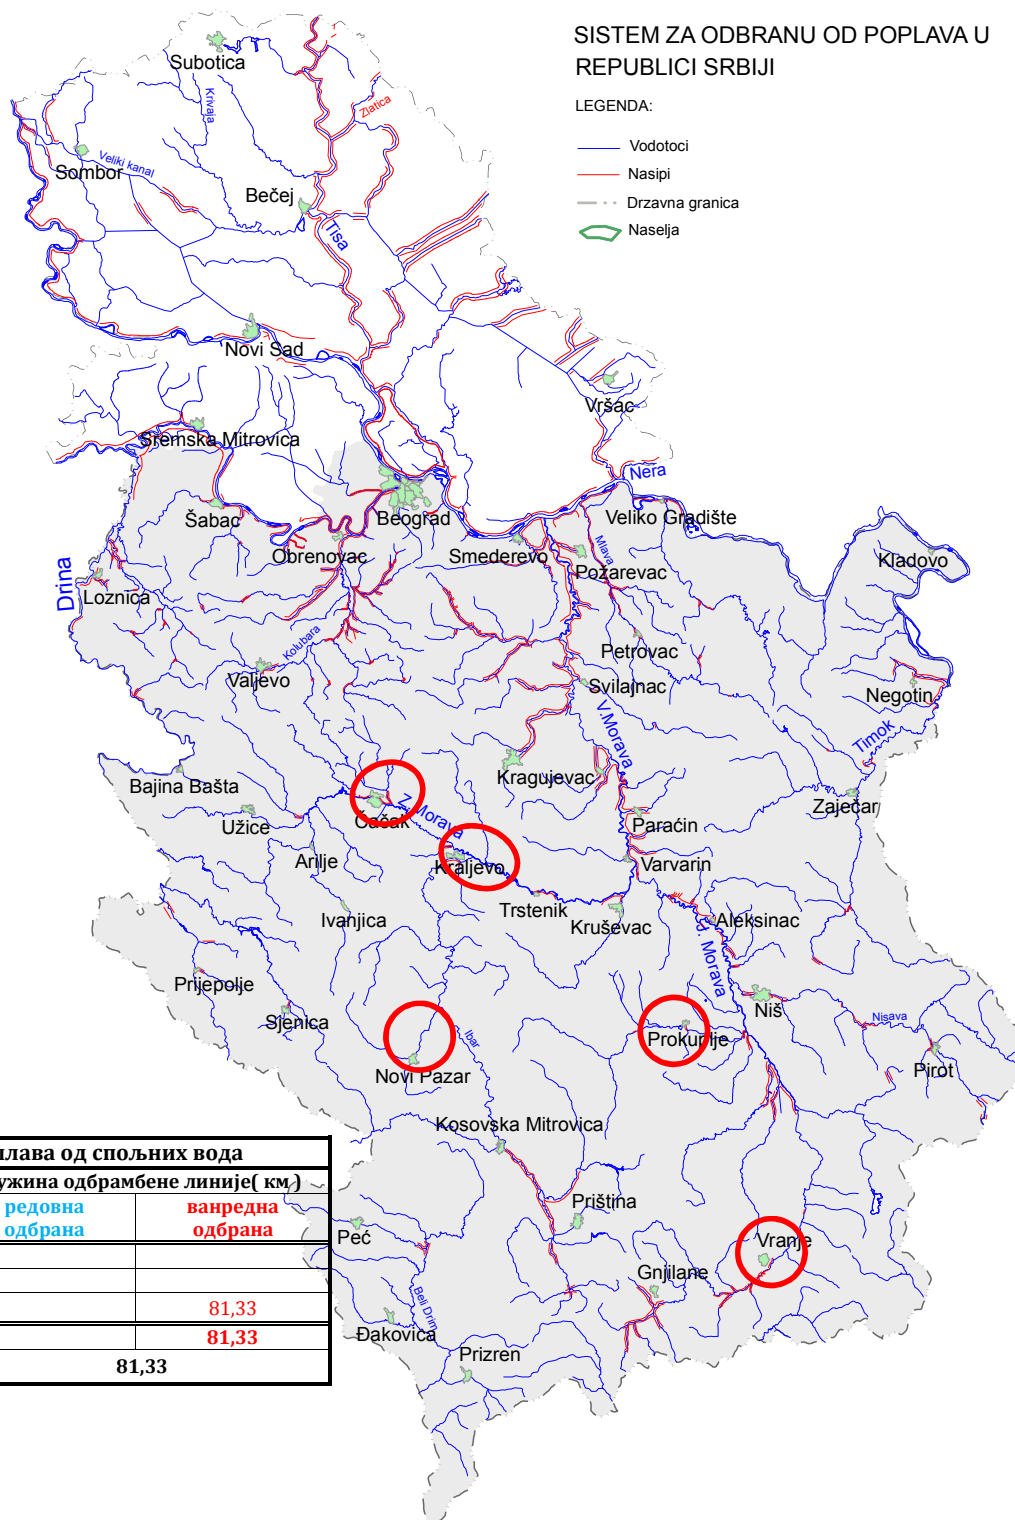 SISTEM ZA ODBRANU OD POPLAVA U
REPUBLICI SRBIJI
LEGENDA:
Vodotoci
Nasipi
Drzavna granica
Naselja
Subotica
Krivaja
Zlatica
Sombor
Veliki kanal
Bečej
Tisa
Novi Sad
Vršac
Sremska Mitrovica
Nera
Šabac
Beograd
Veliko Gradište
Obrenovac
Smederevo
Mlava
Kladovo
Požarevac
Drina
Loznica
Kolubara
Petrovac
Valjevo
Svilajnac
Negotin
V.Morava
Timok
Bajina Bašta
Kragujevac
Zaječar
Užice
Čačak
Z. Morava
Paraćin
Arilje
Kraljevo
Varvarin
Ivanjica
Trstenik
Kruševac
Aleksinac
J. Morava
Prijepolje
Sjenica
Niš
Nisava
Ibar
Prokuplje
Pirot
Novi Pazar
Kosovska Mitrovica
плава од спољних вода
ужина одбрамбене линије( км )
редовна одбрана
ванредна одбрана
81,33
81,33
81,33
Priština
Peć
Vranje
Gnjilane
Beli Drim
Đakovica
Prizren